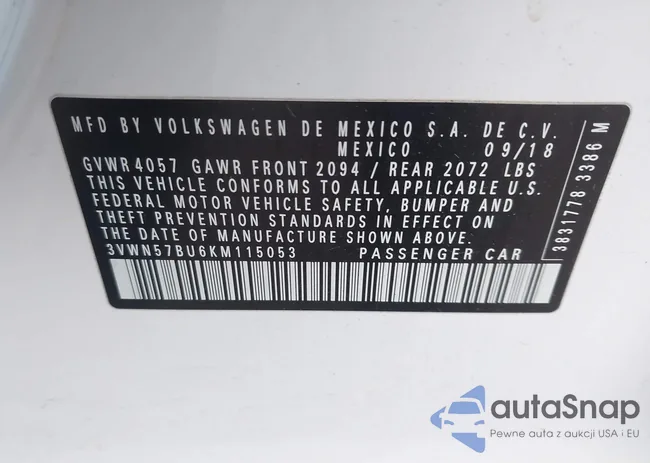 MFD BY VOLKSWAGEN DE MEXICO S.A. DE C.V.
MEXICO 09/18
GVWR 4057 GAWR FRONT 2094 / REAR 2072 LBS
THIS VEHICLE CONFORMS TO ALL APPLICABLE U.S.
FEDERAL MOTOR VEHICLE SAFETY, BUMPER AND
THEFT PREVENTION STANDARDS IN EFFECT ON
THE DATE OF MANUFACTURE SHOWN ABOVE.
3VWN57BU6KM115053 PASSENGER CAR
3831778 3386 M
autaSnap
Pewne auta z aukcji USA i EU